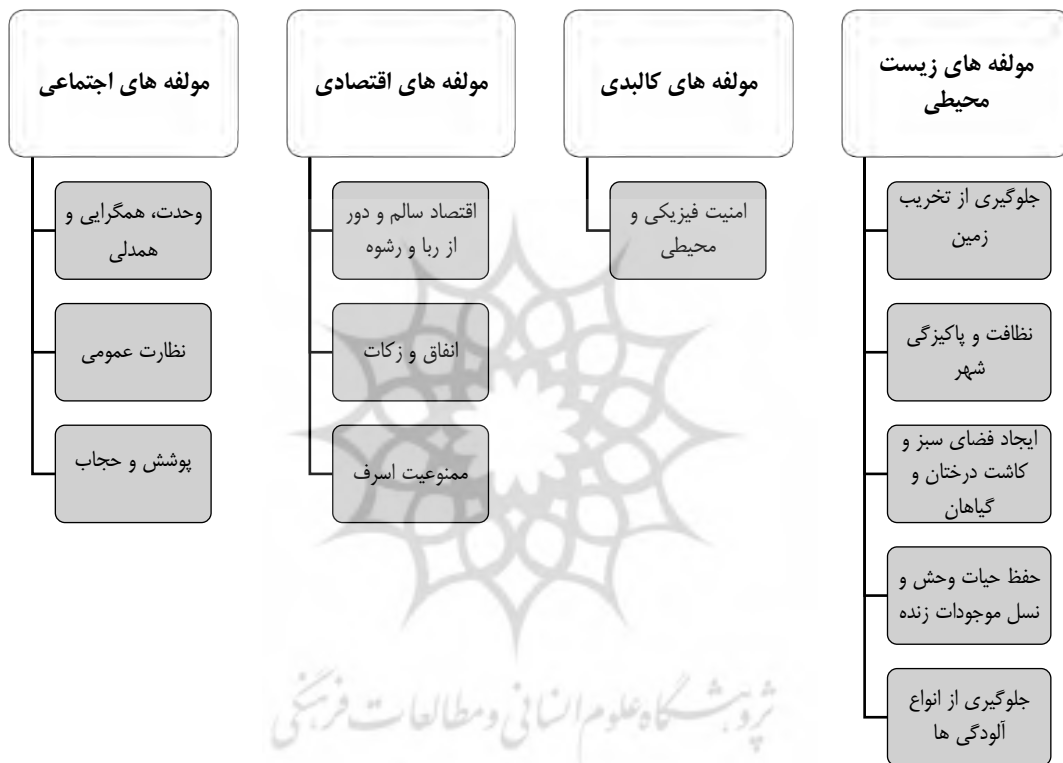 مولفه های زیست
محیطی
جلوگیری از تخریب
زمین
نظافت و پاکیزگی
شهر
ایجاد فضای سبز و
کاشت درختان و
گیاهان
حفظ حیات وحش و
نسل موجودات زنده
جلوگیری از انواع
آلودگی ها
مولفه های کالبدی
امنیت فیزیکی و
محیطی
مولفه های اقتصادی
اقتصاد سالم و دور
از ربا و رشوه
انفاق و زکات
ممنوعیت اسرف
مولفه های اجتماعی
وحدت، همگرایی و
همدلی
نظارت عمومی
پوشش و حجاب
پژوهشگاه علوم انسانی و مطالعات فرهنگی